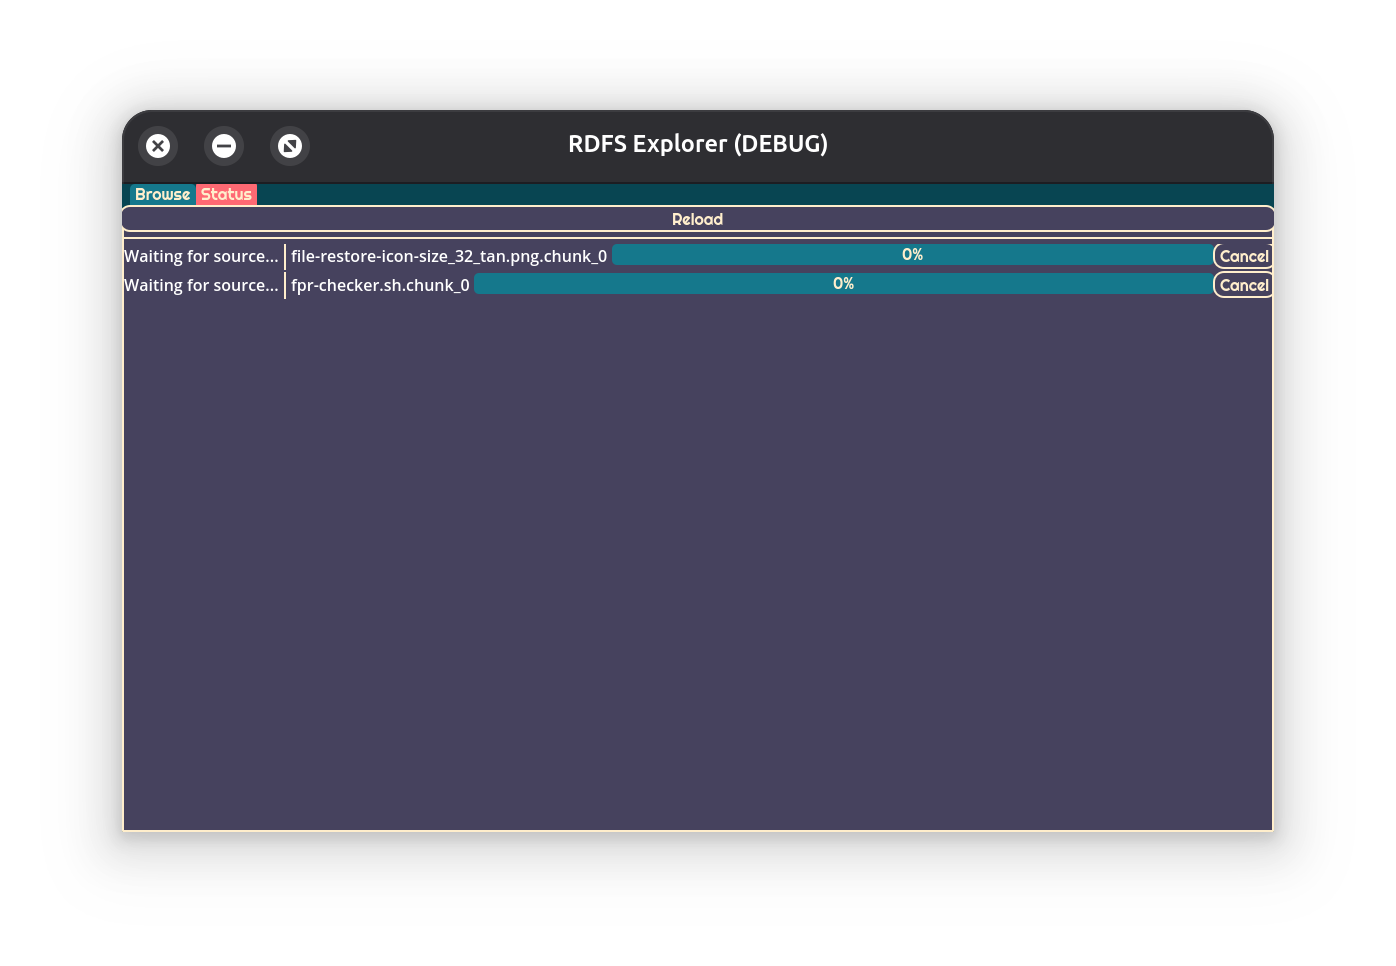 RDFS Explorer (DEBUG)
Browse Status
Reload
Waiting for source... file-restore-icon-size_32_tan.png.chunk_0 0% Cancel
Waiting for source... fpr-checker.sh.chunk_0 0% Cancel